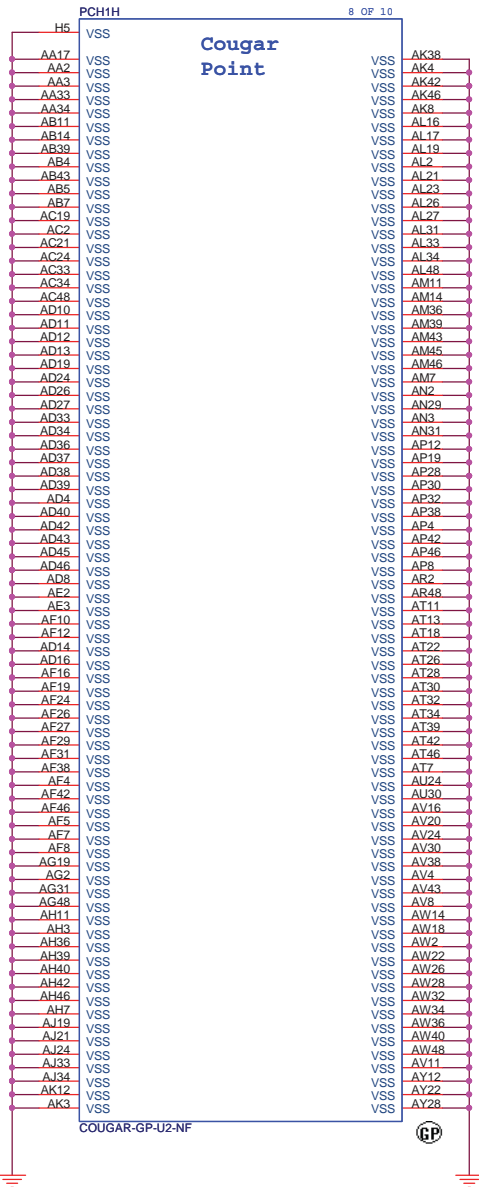 PCH1H 8 OF 10
Cougar
Point
H5 VSS
AA17 VSS VSS AK38
AA2 VSS VSS AK4
AA3 VSS VSS AK42
AA33 VSS VSS AK46
AA34 VSS VSS AK8
AB11 VSS VSS AL16
AB14 VSS VSS AL17
AB39 VSS VSS AL19
AB4 VSS VSS AL2
AB43 VSS VSS AL21
AB5 VSS VSS AL23
AB7 VSS VSS AL26
AC19 VSS VSS AL27
AC2 VSS VSS AL31
AC21 VSS VSS AL33
AC24 VSS VSS AL34
AC33 VSS VSS AL48
AC34 VSS VSS AM11
AC48 VSS VSS AM14
AD10 VSS VSS AM36
AD11 VSS VSS AM39
AD12 VSS VSS AM43
AD13 VSS VSS AM45
AD19 VSS VSS AM46
AD24 VSS VSS AM7
AD26 VSS VSS AN2
AD27 VSS VSS AN29
AD33 VSS VSS AN3
AD34 VSS VSS AN31
AD36 VSS VSS AP12
AD37 VSS VSS AP19
AD38 VSS VSS AP28
AD39 VSS VSS AP30
AD4 VSS VSS AP32
AD40 VSS VSS AP38
AD42 VSS VSS AP4
AD43 VSS VSS AP42
AD45 VSS VSS AP46
AD46 VSS VSS AP8
AD8 VSS VSS AR2
AE2 VSS VSS AR48
AE3 VSS VSS AT11
AF10 VSS VSS AT13
AF12 VSS VSS AT18
AD14 VSS VSS AT22
AD16 VSS VSS AT26
AF16 VSS VSS AT28
AF19 VSS VSS AT30
AF24 VSS VSS AT32
AF26 VSS VSS AT34
AF27 VSS VSS AT39
AF29 VSS VSS AT42
AF31 VSS VSS AT46
AF38 VSS VSS AT7
AF4 VSS VSS AU24
AF42 VSS VSS AU30
AF46 VSS VSS AV16
AF5 VSS VSS AV20
AF7 VSS VSS AV24
AF8 VSS VSS AV30
AG19 VSS VSS AV38
AG2 VSS VSS AV4
AG31 VSS VSS AV43
AG48 VSS VSS AV8
AH11 VSS VSS AW14
AH3 VSS VSS AW18
AH36 VSS VSS AW2
AH39 VSS VSS AW22
AH40 VSS VSS AW26
AH42 VSS VSS AW28
AH46 VSS VSS AW32
AH7 VSS VSS AW34
AJ19 VSS VSS AW36
AJ21 VSS VSS AW40
AJ24 VSS VSS AW48
AJ33 VSS VSS AV11
AJ34 VSS VSS AY12
AK12 VSS VSS AY22
AK3 VSS VSS AY28
COUGAR-GP-U2-NF GP